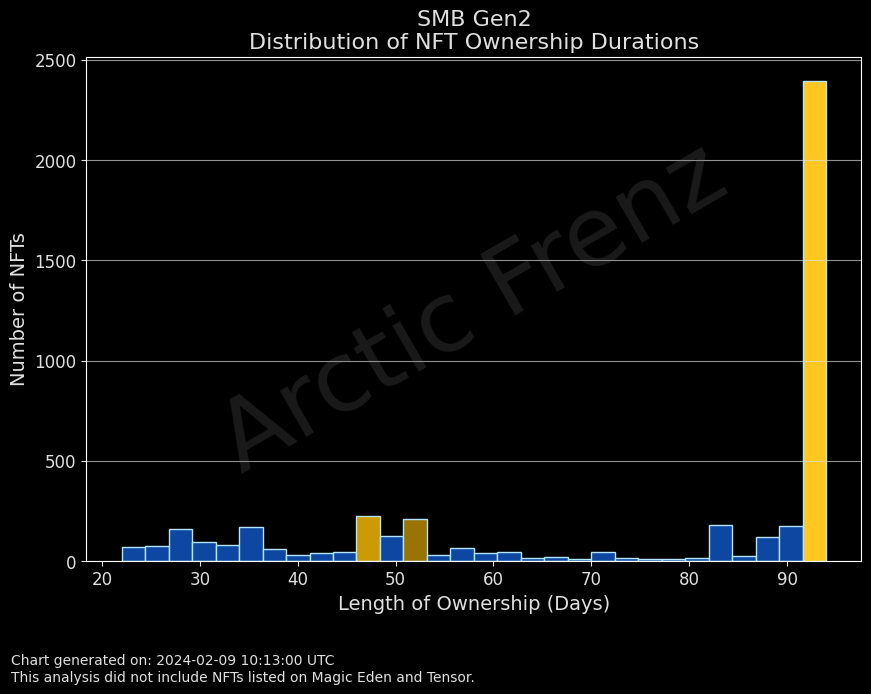 SMB Gen2
Distribution of NFT Ownership Durations
2500
2000
1500
1000
500
0
Number of NFTs
Arctic Frenz
20 30 40 50 60 70 80 90
Length of Ownership (Days)
Chart generated on: 2024-02-09 10:13:00 UTC
This analysis did not include NFTs listed on Magic Eden and Tensor.